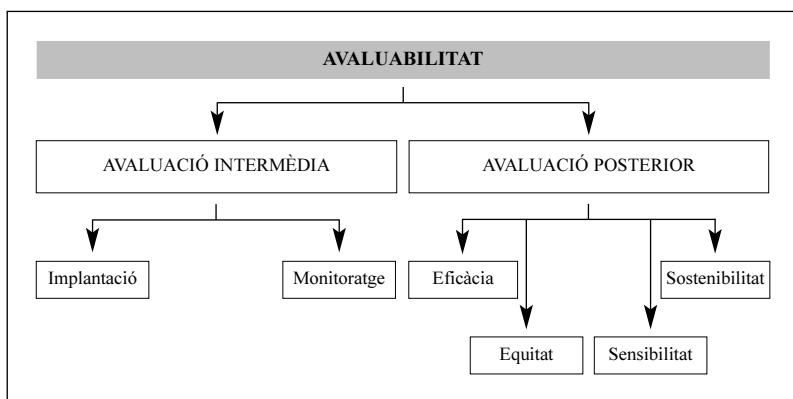 AVALUABILITAT
AVALUACIÓ INTERMÈDIA
AVALUACIÓ POSTERIOR
Implantació
Monitoratge
Eficàcia
Sostenibilitat
Equitat
Sensibilitat